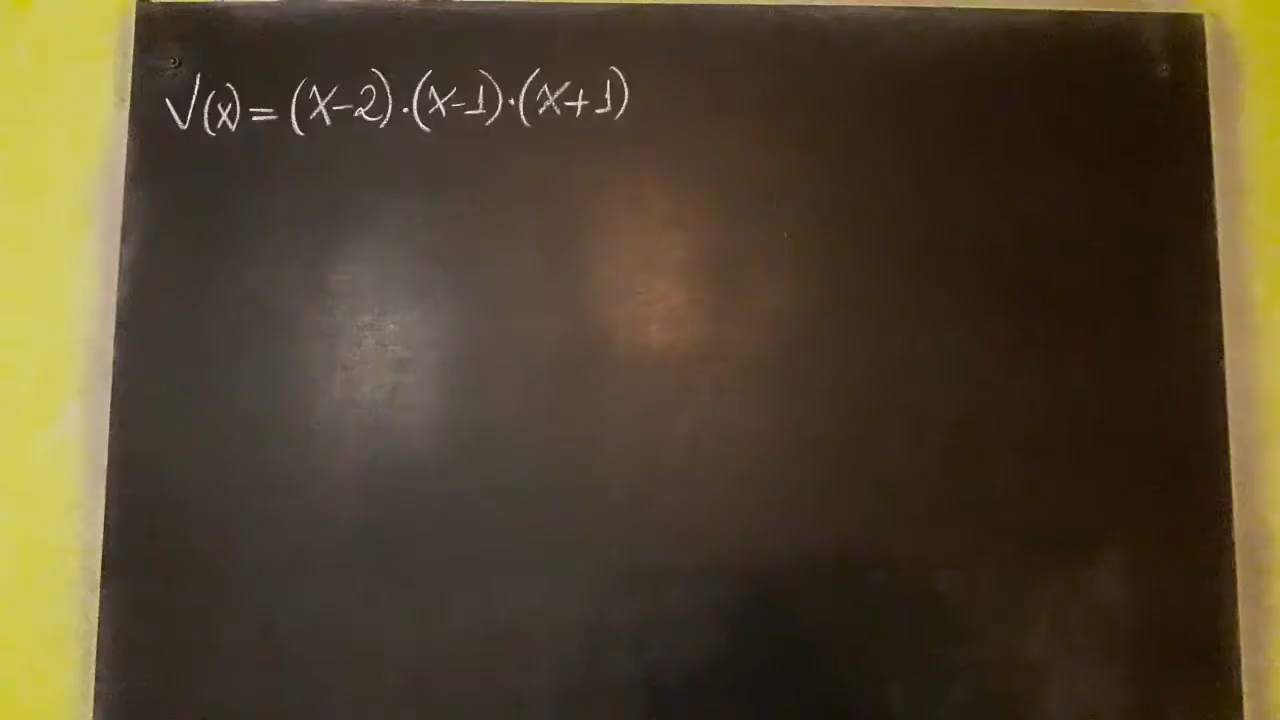 V(x) = (x-2)·(x-1)·(x+1)